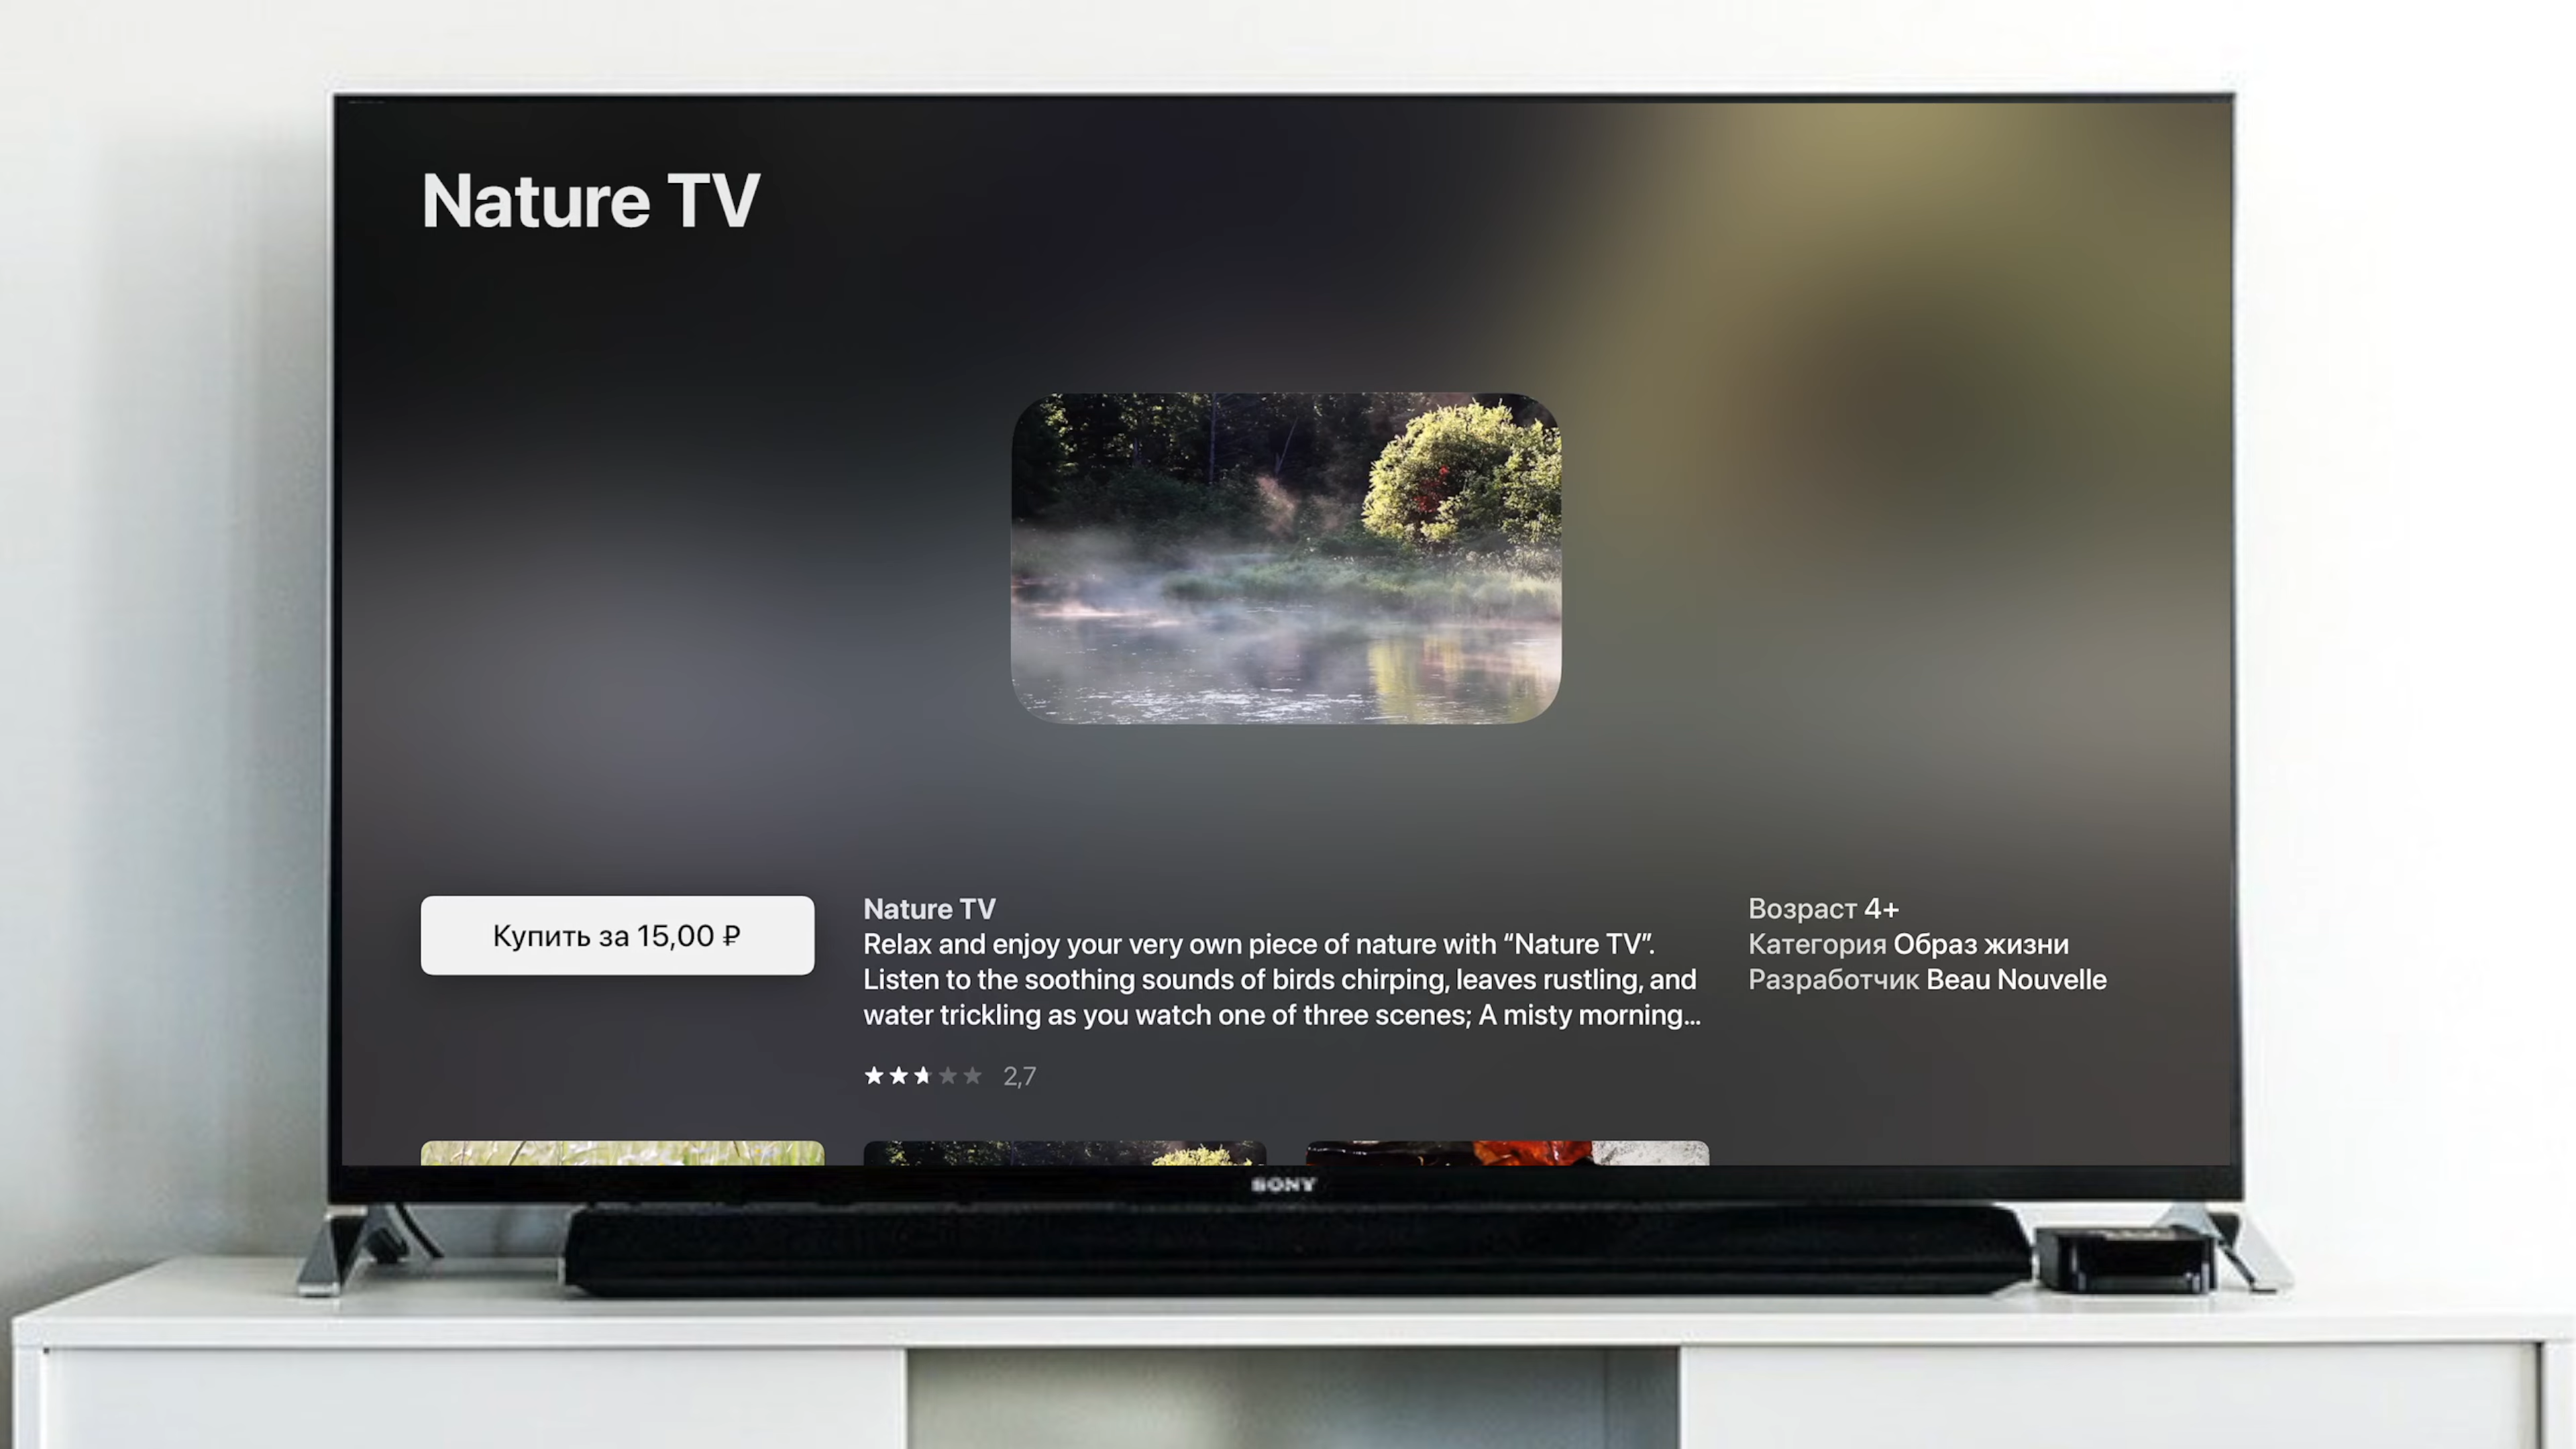 Nature TV
Купить за 15,00 ₽
Nature TV
Relax and enjoy your very own piece of nature with “Nature TV”.
Listen to the soothing sounds of birds chirping, leaves rustling, and
water trickling as you watch one of three scenes; A misty morning...
★★★★★ 2,7
Возраст 4+
Категория Образ жизни
Разработчик Beau Nouvelle
SONY